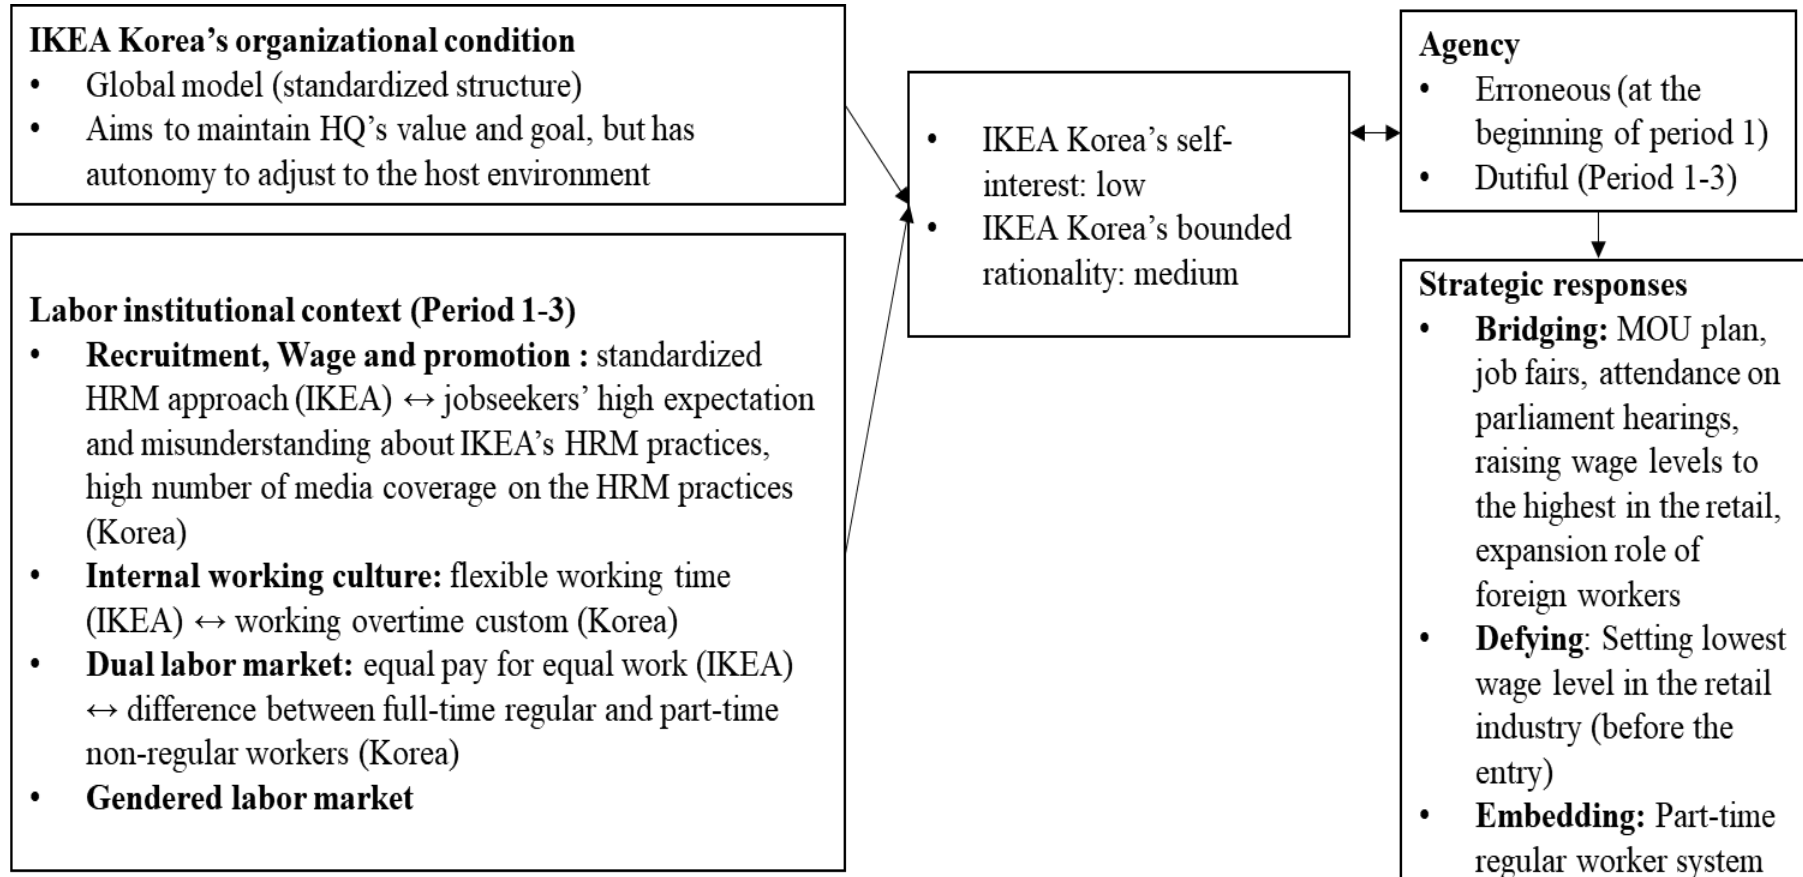 IKEA Korea’s organizational condition
• Global model (standardized structure)
• Aims to maintain HQ’s value and goal, but has
autonomy to adjust to the host environment
Labor institutional context (Period 1-3)
• Recruitment, Wage and promotion : standardized
HRM approach (IKEA) ↔ jobseekers’ high expectation
and misunderstanding about IKEA’s HRM practices,
high number of media coverage on the HRM practices
(Korea)
• Internal working culture: flexible working time
(IKEA) ↔ working overtime custom (Korea)
• Dual labor market: equal pay for equal work (IKEA)
↔ difference between full-time regular and part-time
non-regular workers (Korea)
• Gendered labor market
• IKEA Korea’s self-
interest: low
• IKEA Korea’s bounded
rationality: medium
Agency
• Erroneous (at the
beginning of period 1)
• Dutiful (Period 1-3)
Strategic responses
• Bridging: MOU plan,
job fairs, attendance on
parliament hearings,
raising wage levels to
the highest in the retail,
expansion role of
foreign workers
• Defying: Setting lowest
wage level in the retail
industry (before the
entry)
• Embedding: Part-time
regular worker system